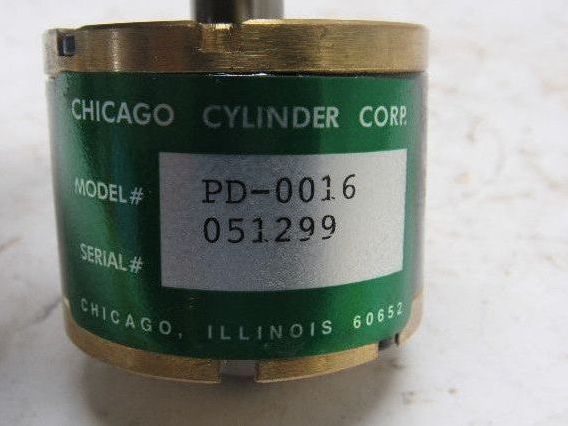 CHICAGO CYLINDER CORP.
MODEL# PD-0016
051299
SERIAL#
CHICAGO, ILLINOIS 60652